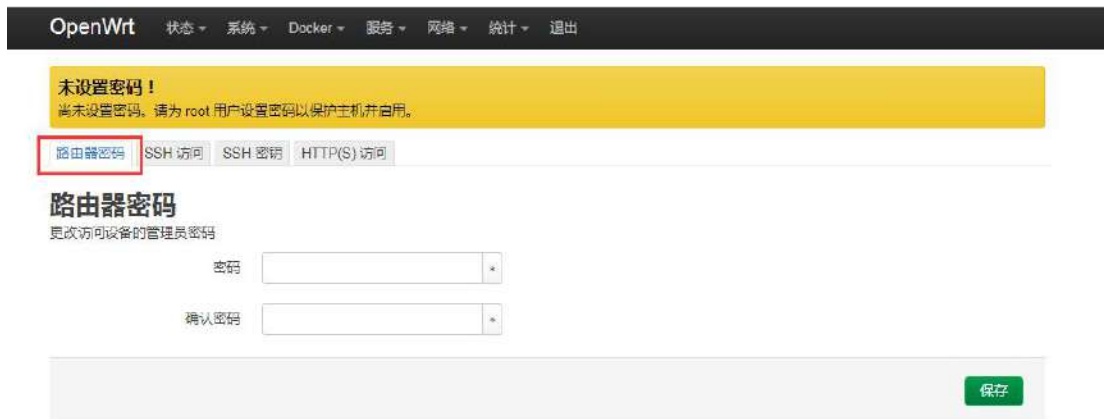 OpenWrt 状态 系统 Docker 服务 网络 统计 退出
未设置密码！
尚未设置密码。请为 root 用户设置密码以保护主机并启用。
路由器密码 SSH 访问 SSH 密钥 HTTP(S) 访问
路由器密码
更改访问设备的管理员密码
密码 *
确认密码 *
保存